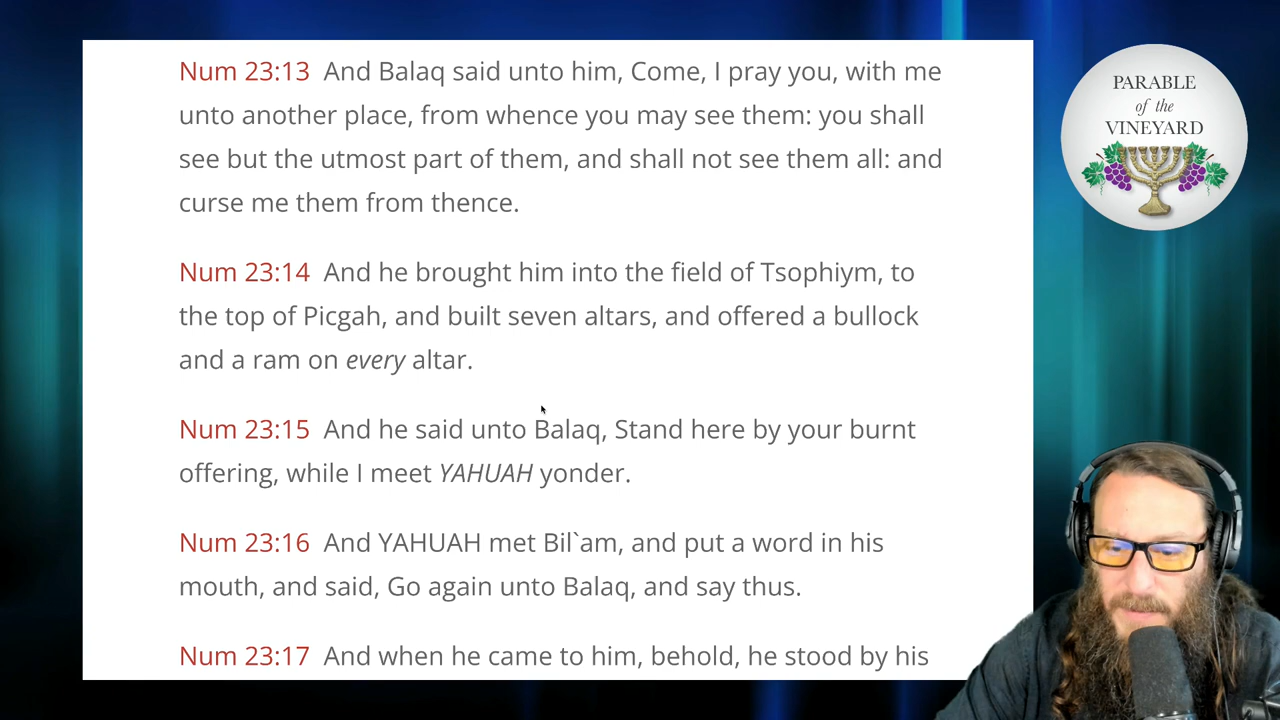 Num 23:13 And Balaq said unto him, Come, I pray you, with me
unto another place, from whence you may see them: you shall
see but the utmost part of them, and shall not see them all: and
curse me them from thence.
Num 23:14 And he brought him into the field of Tsophiym, to
the top of Picgah, and built seven altars, and offered a bullock
and a ram on every altar.
Num 23:15 And he said unto Balaq, Stand here by your burnt
offering, while I meet YAHUAH yonder.
Num 23:16 And YAHUAH met Bil`am, and put a word in his
mouth, and said, Go again unto Balaq, and say thus.
Num 23:17 And when he came to him, behold, he stood by his
PARABLE
of the
VINEYARD